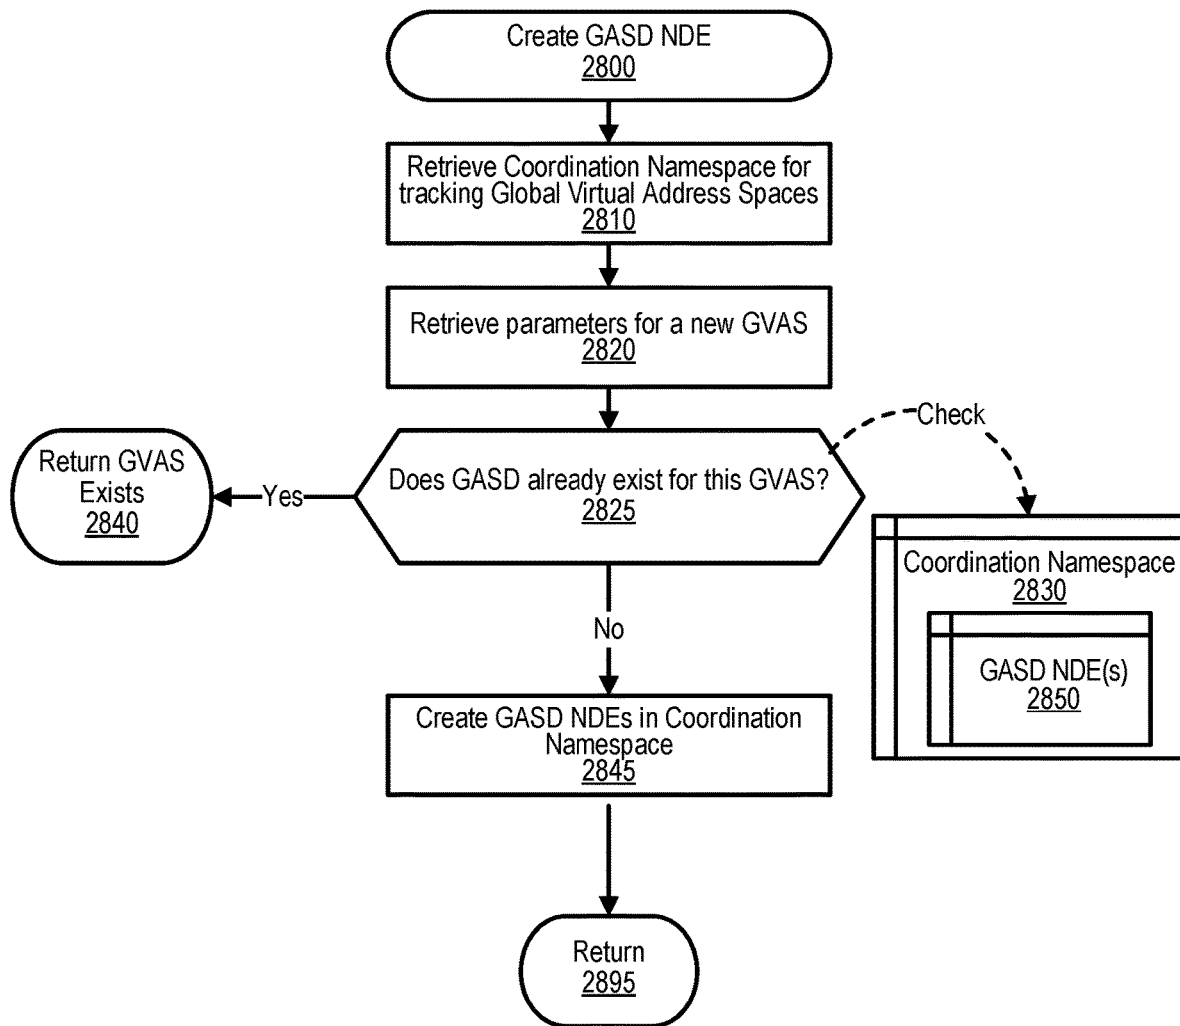 Create GASD NDE
2800
Retrieve Coordination Namespace for
tracking Global Virtual Address Spaces
2810
Retrieve parameters for a new GVAS
2820
Check
Does GASD already exist for this GVAS?
2825
Yes
Return GVAS
Exists
2840
Coordination Namespace
2830
GASD NDE(s)
2850
No
Create GASD NDEs in Coordination
Namespace
2845
Return
2895